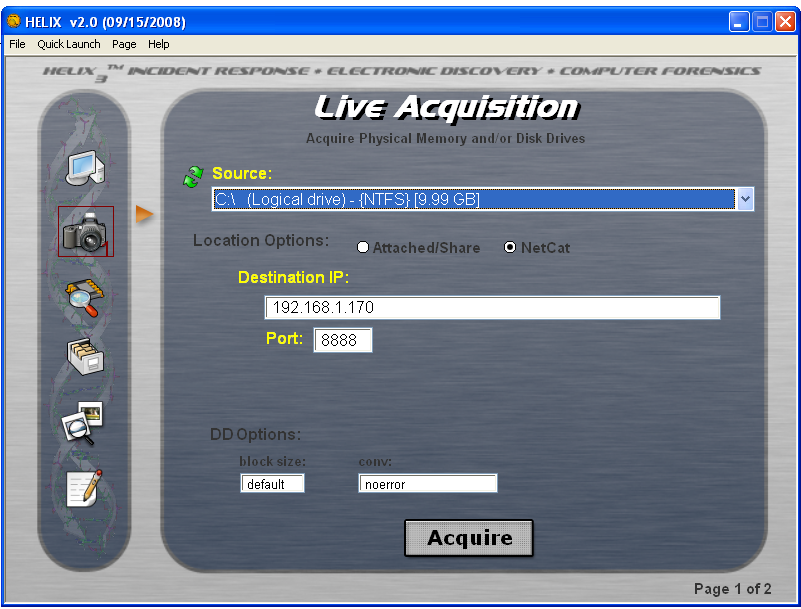 HELIX v2.0 (09/15/2008)
File Quick Launch Page Help
HELIX3™ INCIDENT RESPONSE • ELECTRONIC DISCOVERY • COMPUTER FORENSICS
Live Acquisition
Acquire Physical Memory and/or Disk Drives
Source:
C:\ (Logical drive) - {NTFS} [9.99 GB]
Location Options: Attached/Share NetCat
Destination IP:
192.168.1.170
Port: 8888
DD Options:
block size: conv:
default noerror
Acquire
Page 1 of 2